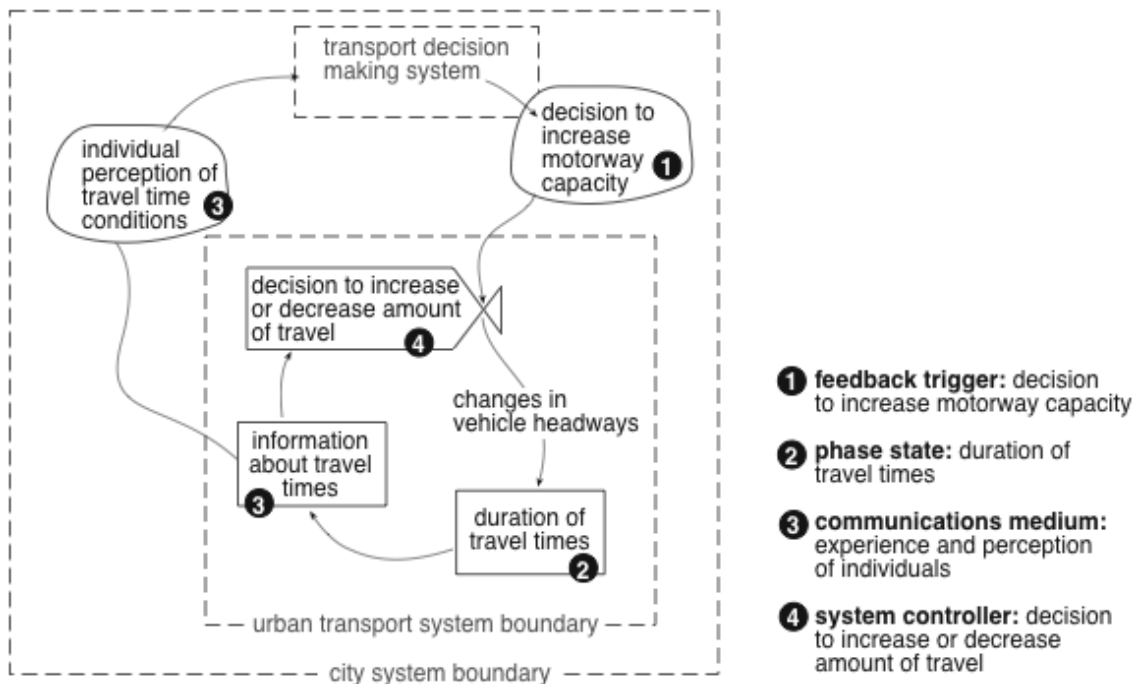 transport decision
making system
decision to
increase
motorway
capacity
1
individual
perception of
travel time
conditions
3
decision to increase
or decrease amount
of travel
4
changes in
vehicle headways
information
about travel
times
3
duration of
travel times
2
urban transport system boundary
city system boundary
1 feedback trigger: decision
to increase motorway capacity
2 phase state: duration of
travel times
3 communications medium:
experience and perception
of individuals
4 system controller: decision
to increase or decrease
amount of travel